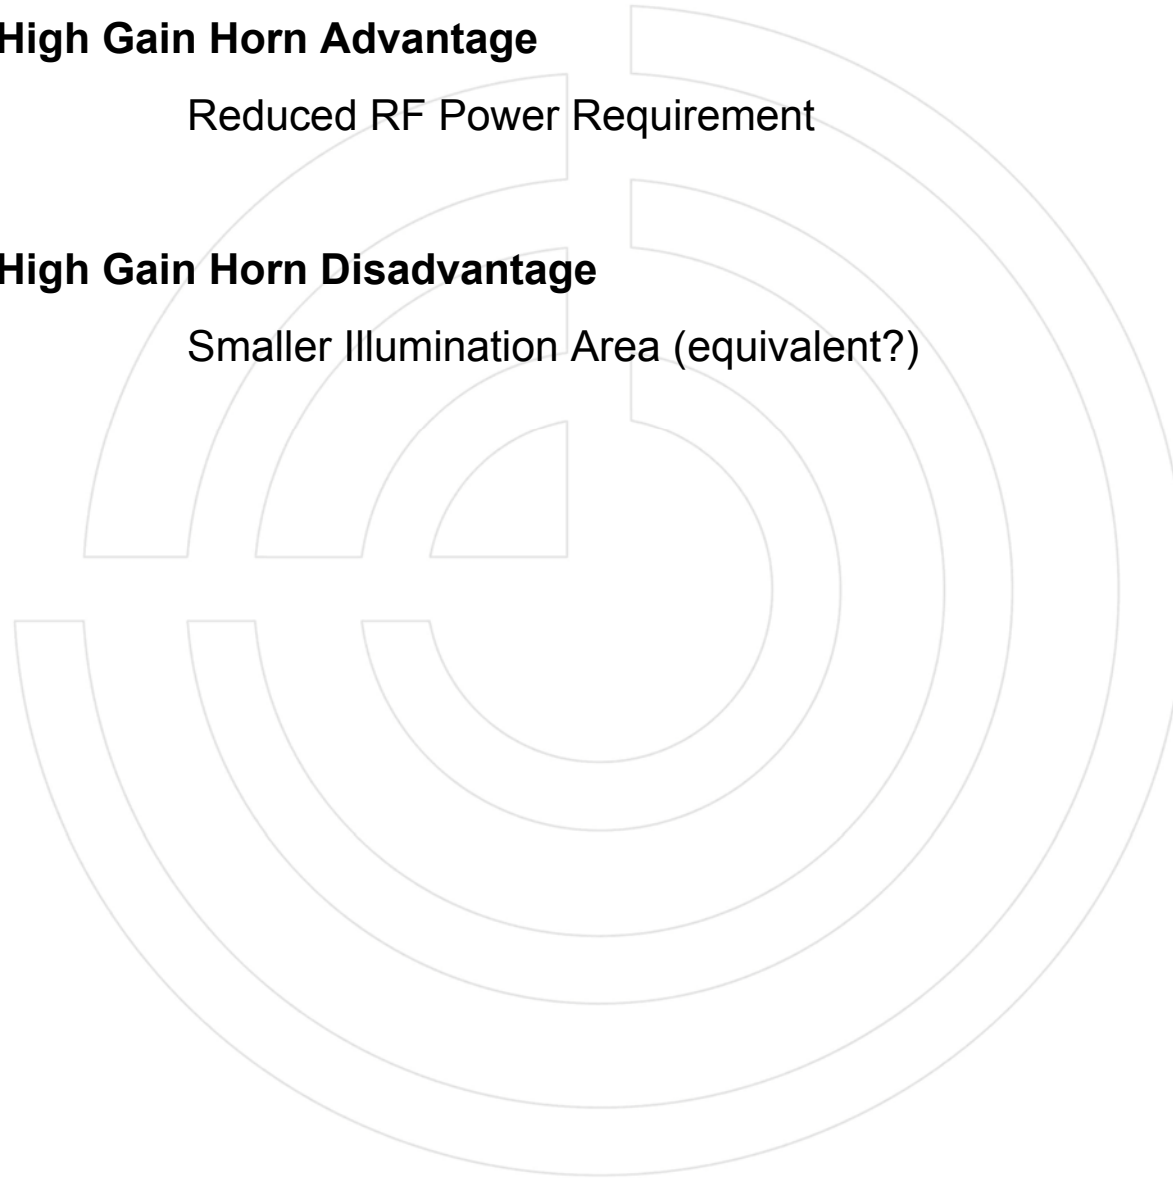 High Gain Horn Advantage
Reduced RF Power Requirement
High Gain Horn Disadvantage
Smaller Illumination Area (equivalent?)